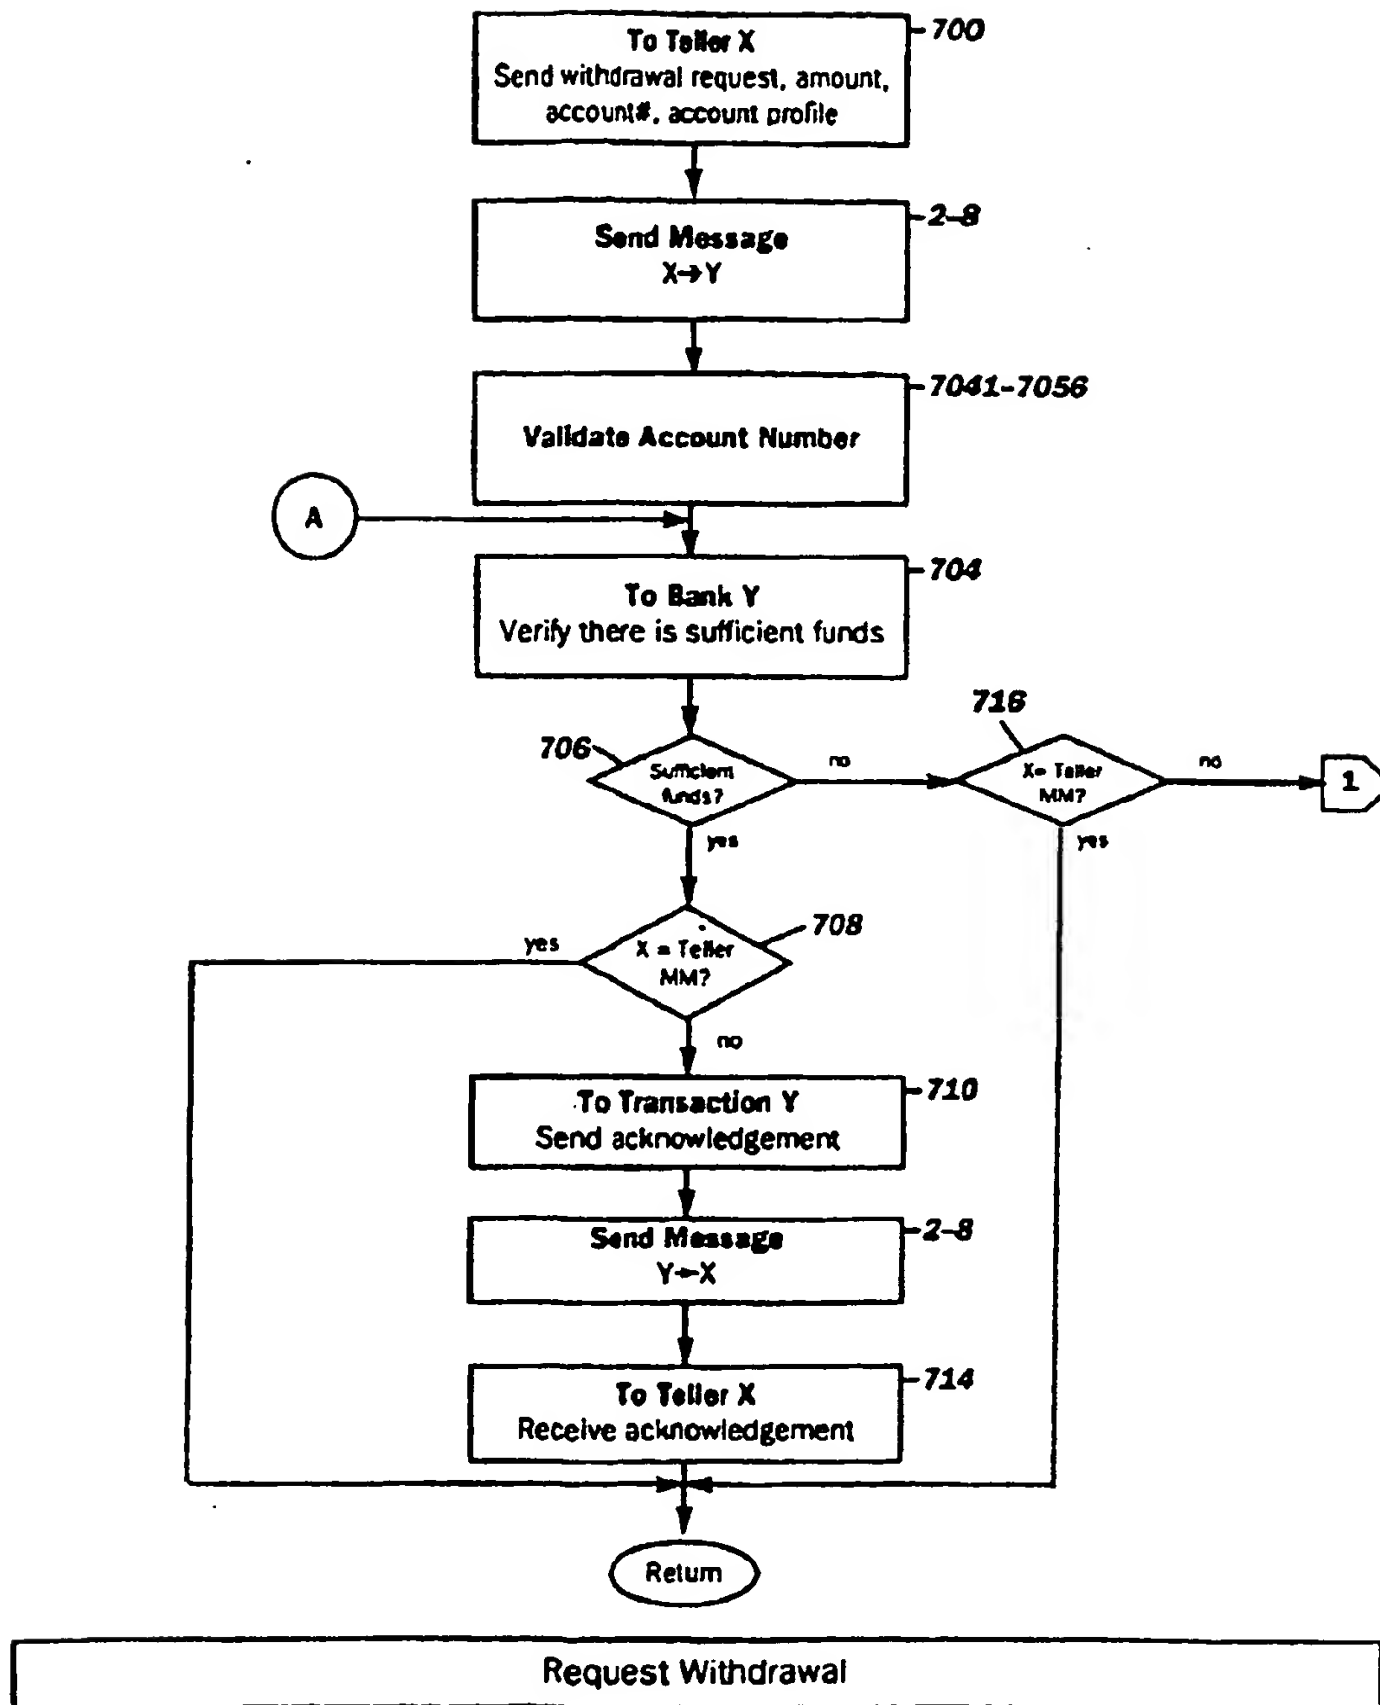 To Teller X
Send withdrawal request, amount,
account#, account profile
700
Send Message
X→Y
2-8
Validate Account Number
7041-7056
A
To Bank Y
Verify there is sufficient funds
704
706
Sufficient
funds?
no
716
X= Teller
MM?
no
1
yes
yes
708
yes
X = Teller
MM?
no
To Transaction Y
Send acknowledgement
710
Send Message
Y→X
2-8
To Teller X
Receive acknowledgement
714
Return
Request Withdrawal